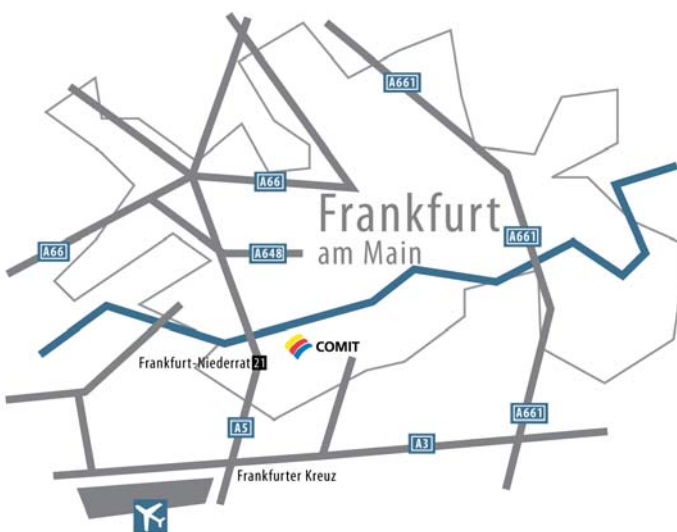 A661
A66
Frankfurt
am Main
A661
A66
A648
COMIT
Frankfurt-Niederrat 21
A5
A661
A3
Frankfurter Kreuz